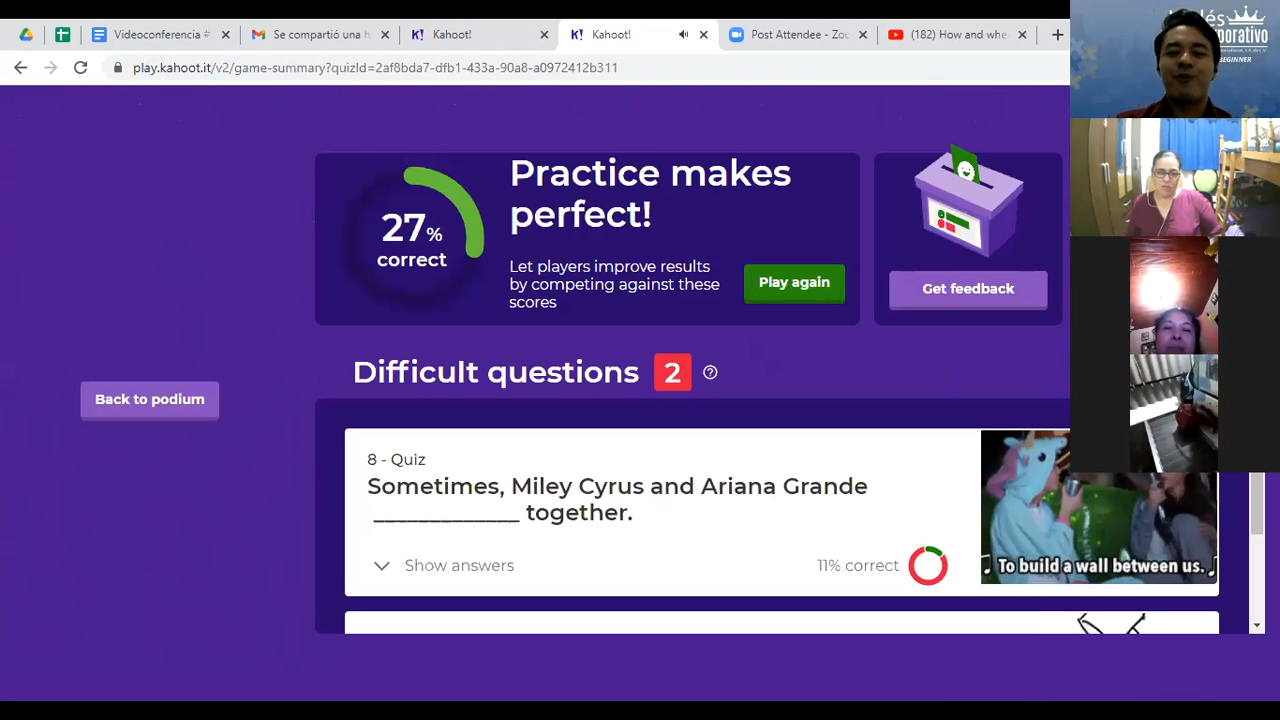 Videoconferencia #
Se compartió una h
Kahoot!
Kahoot!
Post Attendee - Zoo
(182) How and whe
play.kahoot.it/v2/game-summary?quizId=2af8bda7-dfb1-433a-90ab-d0972412b311
BEGINNER
27%
correct
Practice makes
perfect!
Let players improve results
by competing against these
scores
Play again
Get feedback
Difficult questions 2
Back to podium
8 - Quiz
Sometimes, Miley Cyrus and Ariana Grande
_____________ together.
Show answers
11% correct
♪ To build a wall between us. ♪